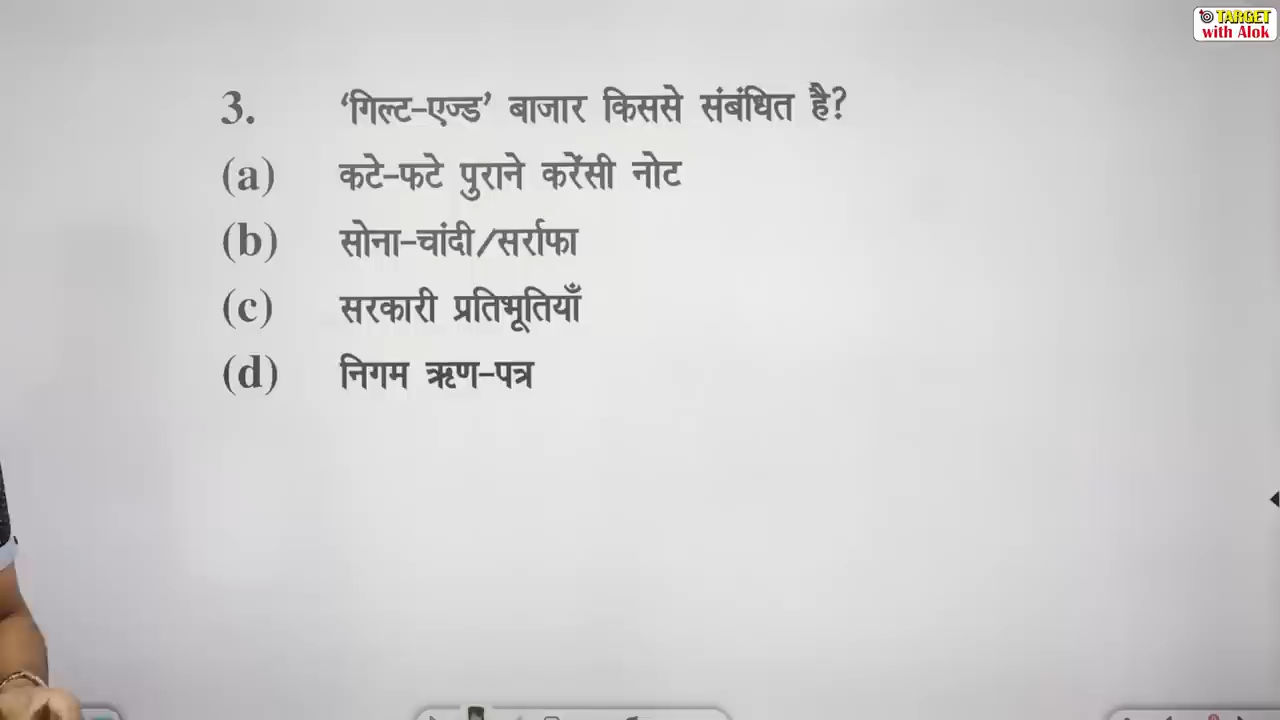 TARGET
with Alok
3. ‘गिल्ट-एज्ड’ बाजार किससे संबंधित है?
(a) कटे-फटे पुराने करेंसी नोट
(b) सोना-चांदी/सर्राफा
(c) सरकारी प्रतिभूतियाँ
(d) निगम ऋण-पत्र